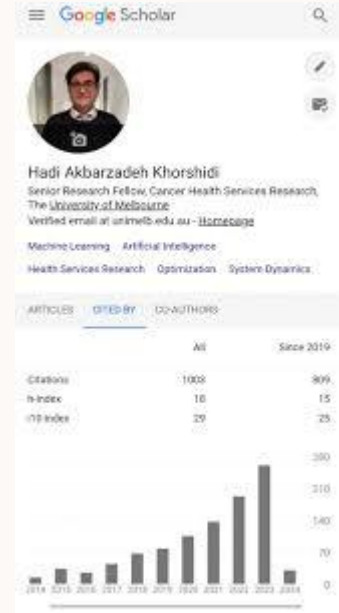 Google Scholar
Hadi Akbarzadeh Khorshidi
Senior Research Fellow, Cancer Health Services Research,
The University of Melbourne
Verified email at unimelb.edu.au - Homepage
Machine Learning Artificial Intelligence
Health Services Research Optimization System Dynamics
ARTICLES CITED BY CO-AUTHORS
All Since 2019
Citations 1003 809
h-index 18 15
i10-index 29 25
280
210
140
70
0
2014 2015 2016 2017 2018 2019 2020 2021 2022 2023 2024